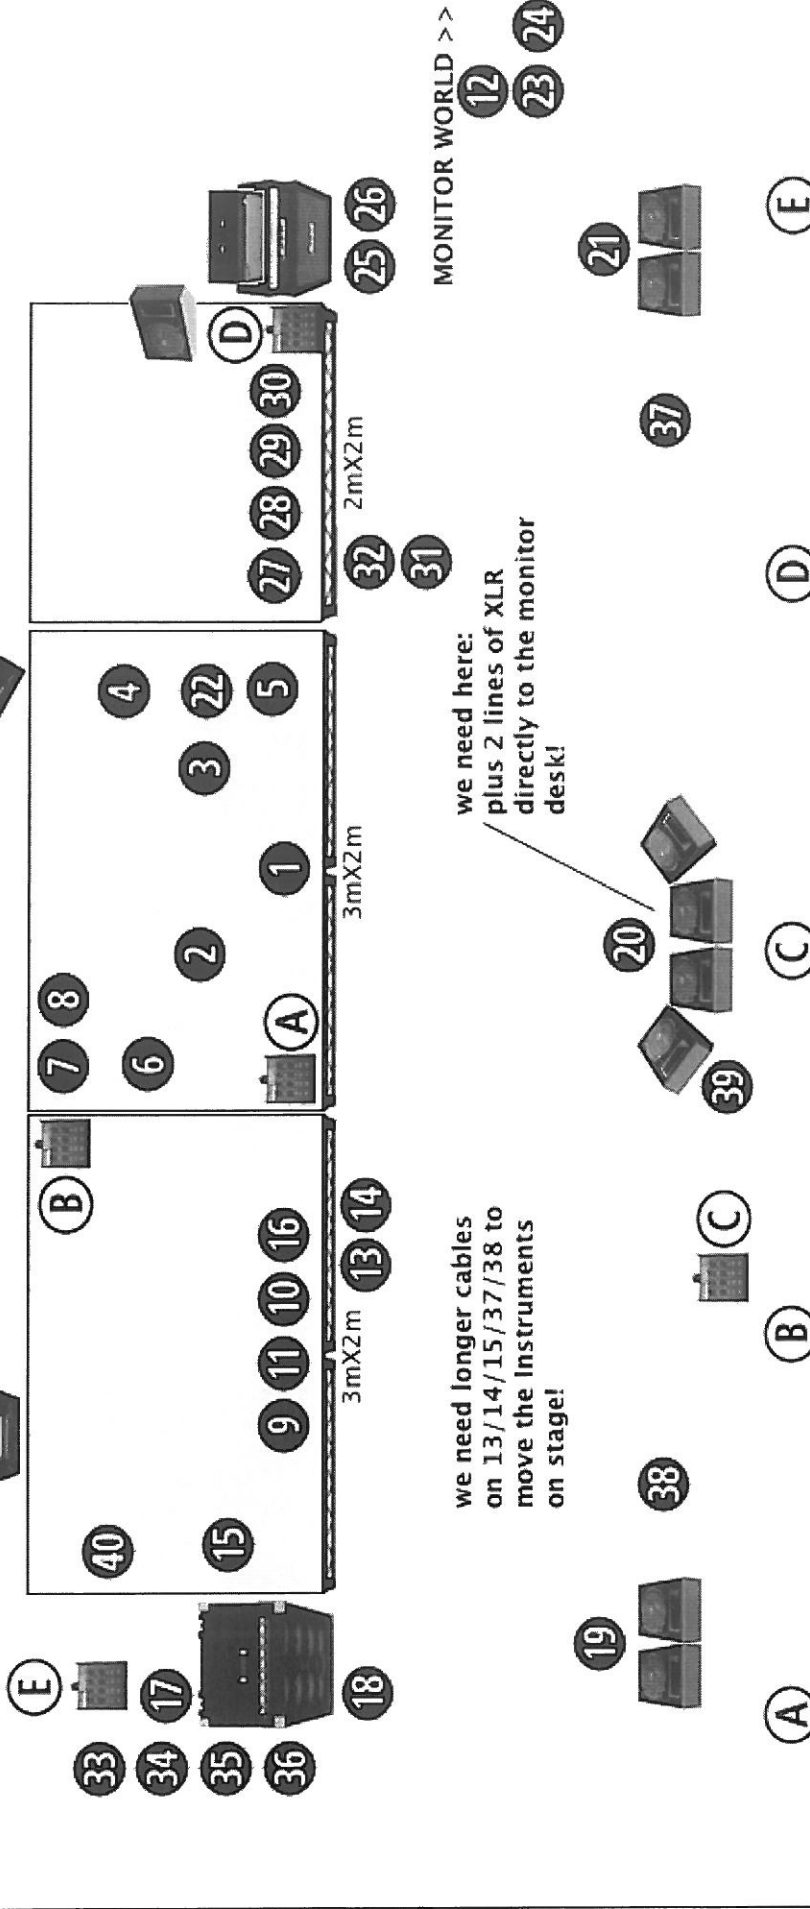 E
B 7 8
33 40 4
34 17 6
35 15 2 3 22 D
36 9 11 10 16 A 1 5 27 28 29 30
3mX2m 3mX2m 2mX2m
18 13 14 32 25 26
31
MONITOR WORLD >>
12
23 24
we need longer cables
on 13/14/15/37/38 to
move the Instruments
on stage!
we need here:
plus 2 lines of XLR
directly to the monitor
desk!
19 20 21
38 37
C 39
A B C D E